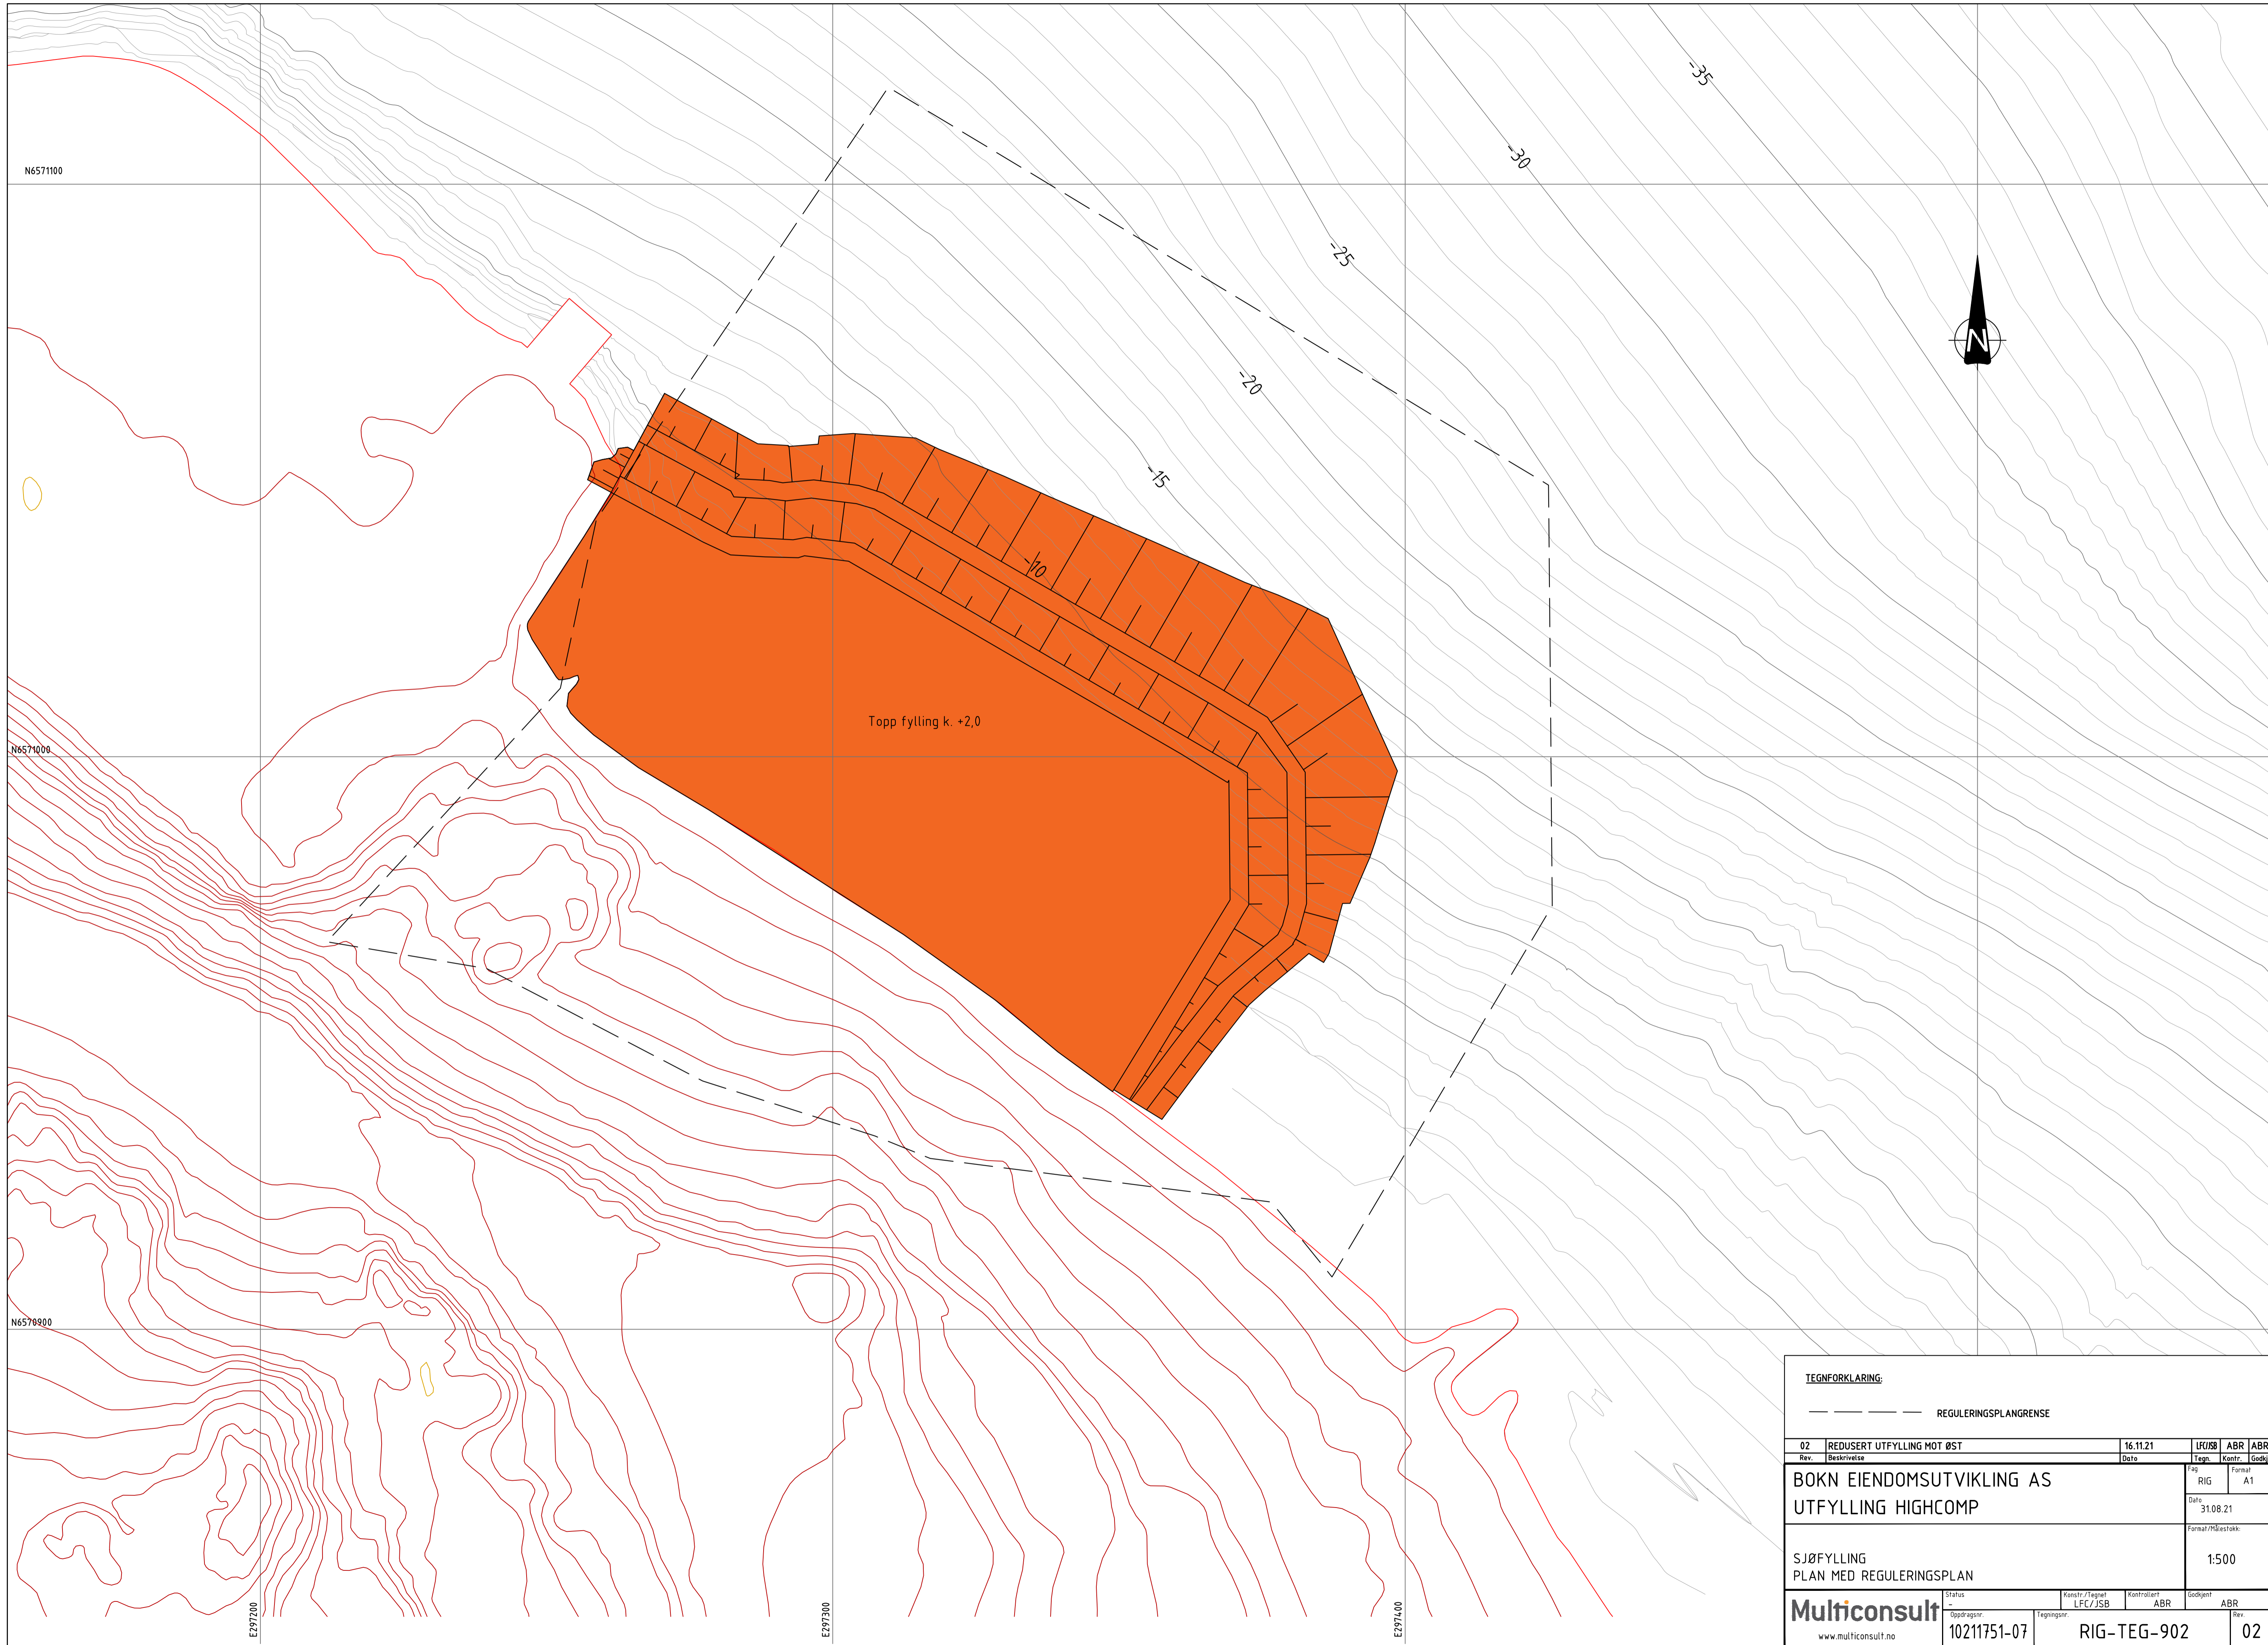 -35
-30
N6571100
-25
N
-20
-15
-10
Topp fylling k. +2,0
N6571000
N6570900
E297200
E297300
E297400
TEGNFORKLARING:
REGULERINGSPLANGRENSE
02 REDUSERT UTFYLLING MOT ØST 16.11.21 LFC/JSB ABR ABR
Rev. Beskrivelse Dato Tegn. Kontr. Godkj
BOKN EIENDOMSUTVIKLING AS
UTFYLLING HIGHCOMP
Fag Format
RIG A1
Dato
31.08.21
Format/Målestokk:
1:500
SJØFYLLING
PLAN MED REGULERINGSPLAN
Multiconsult
www.multiconsult.no
Status Konstr./Tegnet Kontrollert Godkjent
- LFC/JSB ABR ABR
Oppdragsnr. Tegningsnr. Rev.
10211751-07 RIG-TEG-902 02